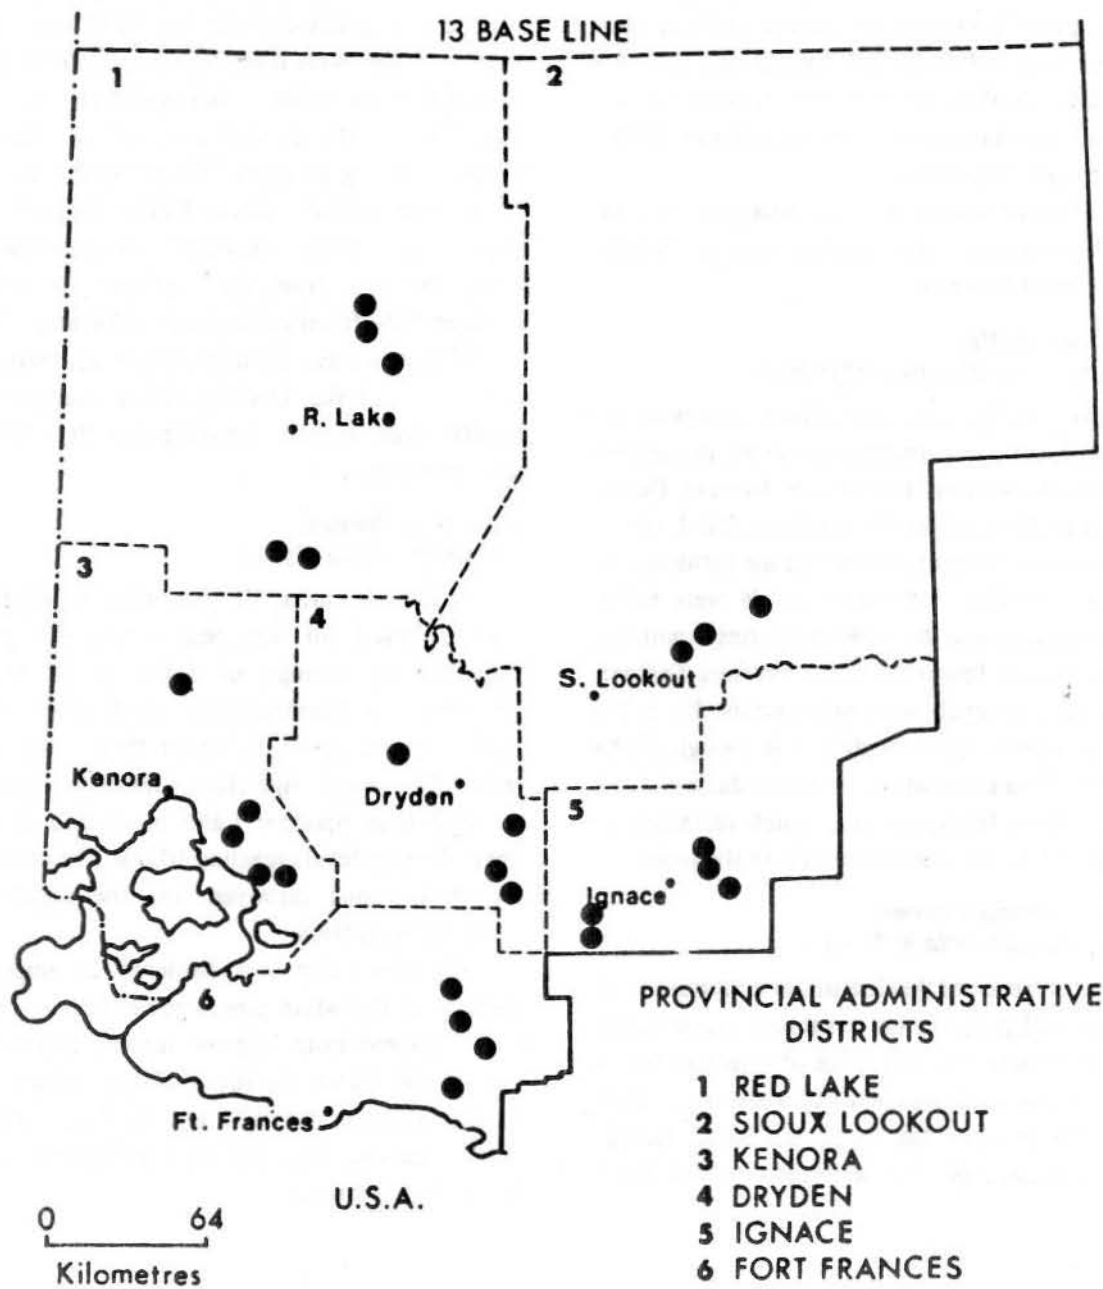 13 BASE LINE
1
2
R. Lake
3
4
S. Lookout
Kenora
Dryden
5
Ignace
6
PROVINCIAL ADMINISTRATIVE
DISTRICTS
1 RED LAKE
2 SIOUX LOOKOUT
3 KENORA
4 DRYDEN
5 IGNACE
6 FORT FRANCES
Ft. Frances
U.S.A.
0 64
Kilometres